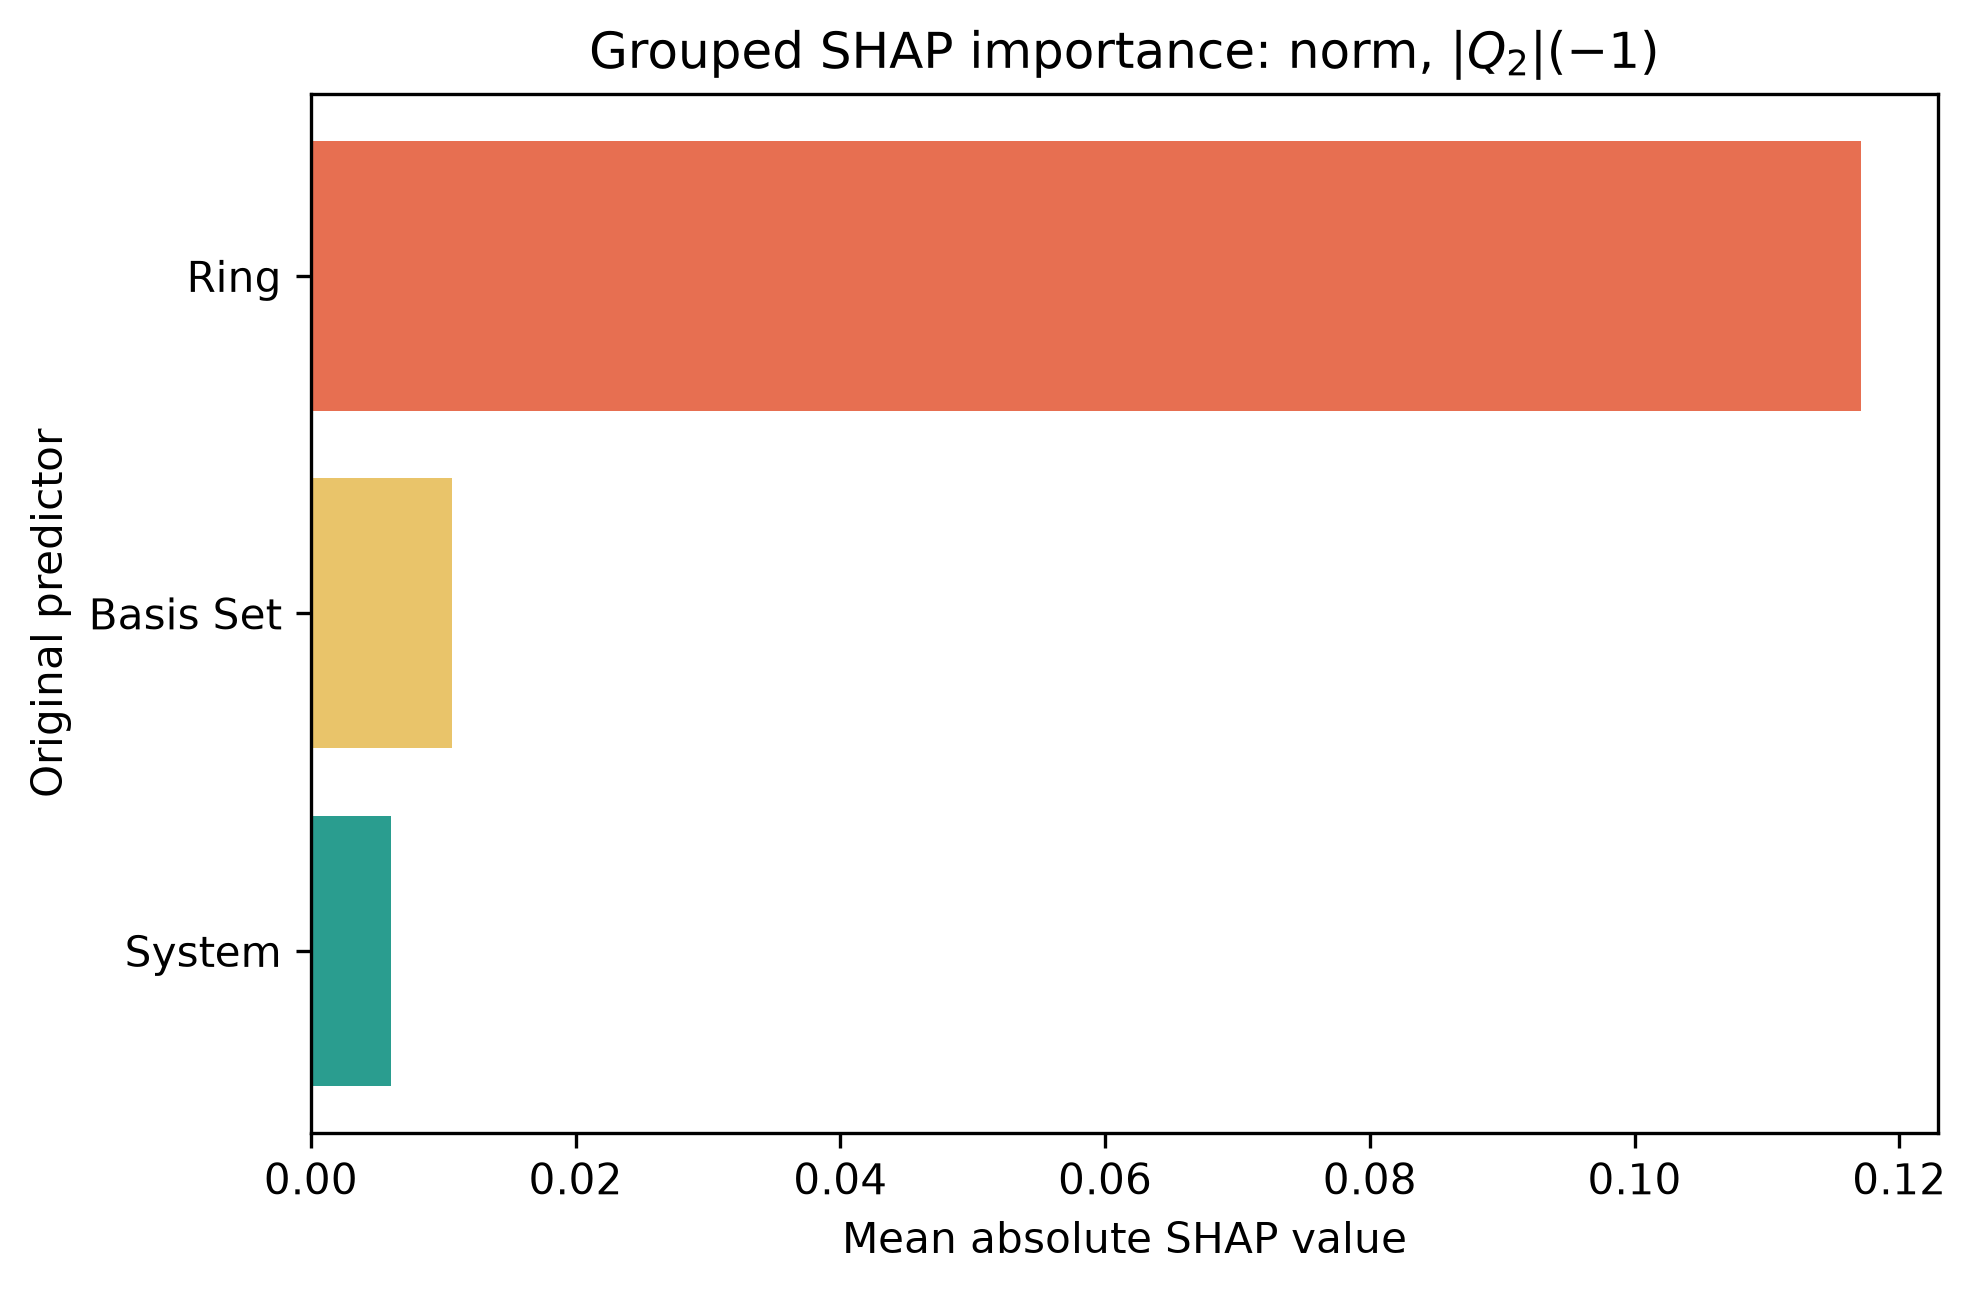 Grouped SHAP importance: norm, |Q₂|(−1)
Original predictor
Ring
Basis Set
System
0.00 0.02 0.04 0.06 0.08 0.10 0.12
Mean absolute SHAP value